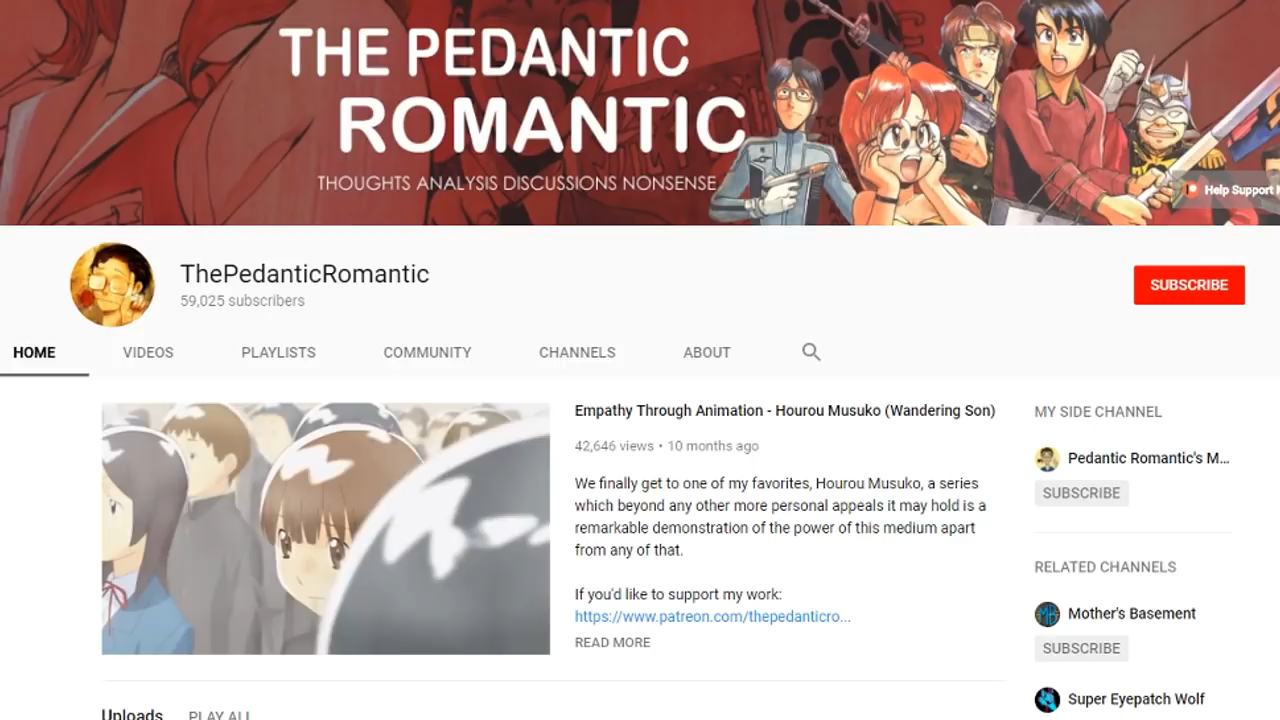 THE PEDANTIC
ROMANTIC
THOUGHTS ANALYSIS DISCUSSIONS NONSENSE
Help Support
ThePedanticRomantic
59,025 subscribers
SUBSCRIBE
HOME VIDEOS PLAYLISTS COMMUNITY CHANNELS ABOUT
Empathy Through Animation - Hourou Musuko (Wandering Son)
42,646 views • 10 months ago
We finally get to one of my favorites, Hourou Musuko, a series
which beyond any other more personal appeals it may hold is a
remarkable demonstration of the power of this medium apart
from any of that.
If you'd like to support my work:
https://www.patreon.com/thepedanticro...
READ MORE
MY SIDE CHANNEL
Pedantic Romantic's M...
SUBSCRIBE
RELATED CHANNELS
Mother's Basement
SUBSCRIBE
Super Eyepatch Wolf
Uploads PLAY ALL